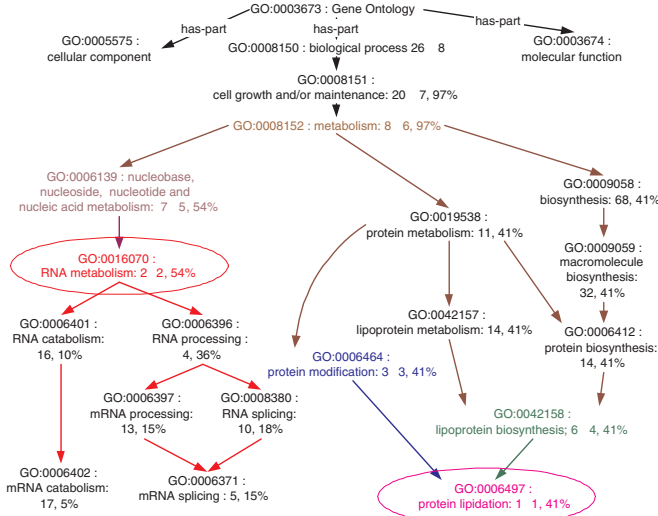 GO:0003673 : Gene Ontology
has-part
has-part
has-part
GO:0005575 :
cellular component
GO:0008150 : biological process 26 8
GO:0003674 :
molecular function
GO:0008151 :
cell growth and/or maintenance: 20 7, 97%
GO:0008152 : metabolism: 8 6, 97%
GO:0006139 : nucleobase,
nucleoside, nucleotide and
nucleic acid metabolism: 7 5, 54%
GO:0009058 :
biosynthesis: 68, 41%
GO:0019538 :
protein metabolism: 11, 41%
GO:0009059 :
macromolecule
biosynthesis:
32, 41%
GO:0016070 :
RNA metabolism: 2 2, 54%
GO:0006401 :
RNA catabolism:
16, 10%
GO:0006396 :
RNA processing :
4, 36%
GO:0042157 :
lipoprotein metabolism: 14, 41%
GO:0006412 :
protein biosynthesis:
14, 41%
GO:0006464 :
protein modification: 3 3, 41%
GO:0006397 :
mRNA processing:
13, 15%
GO:0008380 :
RNA splicing:
10, 18%
GO:0042158 :
lipoprotein biosynthesis; 6 4, 41%
GO:0006402 :
mRNA catabolism:
17, 5%
GO:0006371 :
mRNA splicing : 5, 15%
GO:0006497 :
protein lipidation: 1 1, 41%